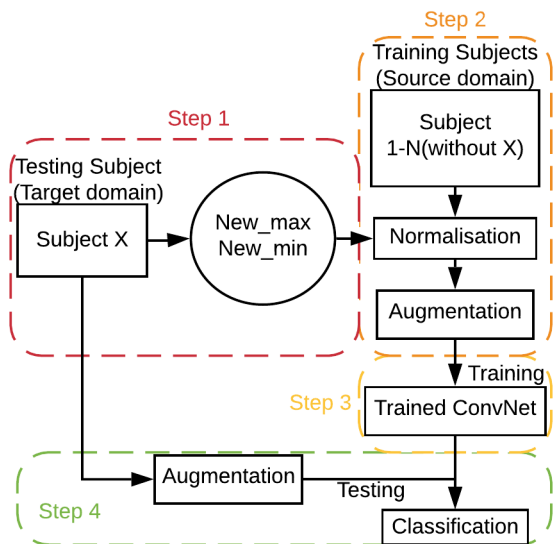 Step 2
Training Subjects
(Source domain)
Subject
1-N(without X)
Step 1
Testing Subject
(Target domain)
Subject X
New_max
New_min
Normalisation
Augmentation
Training
Step 3
Trained ConvNet
Augmentation
Testing
Step 4
Classification